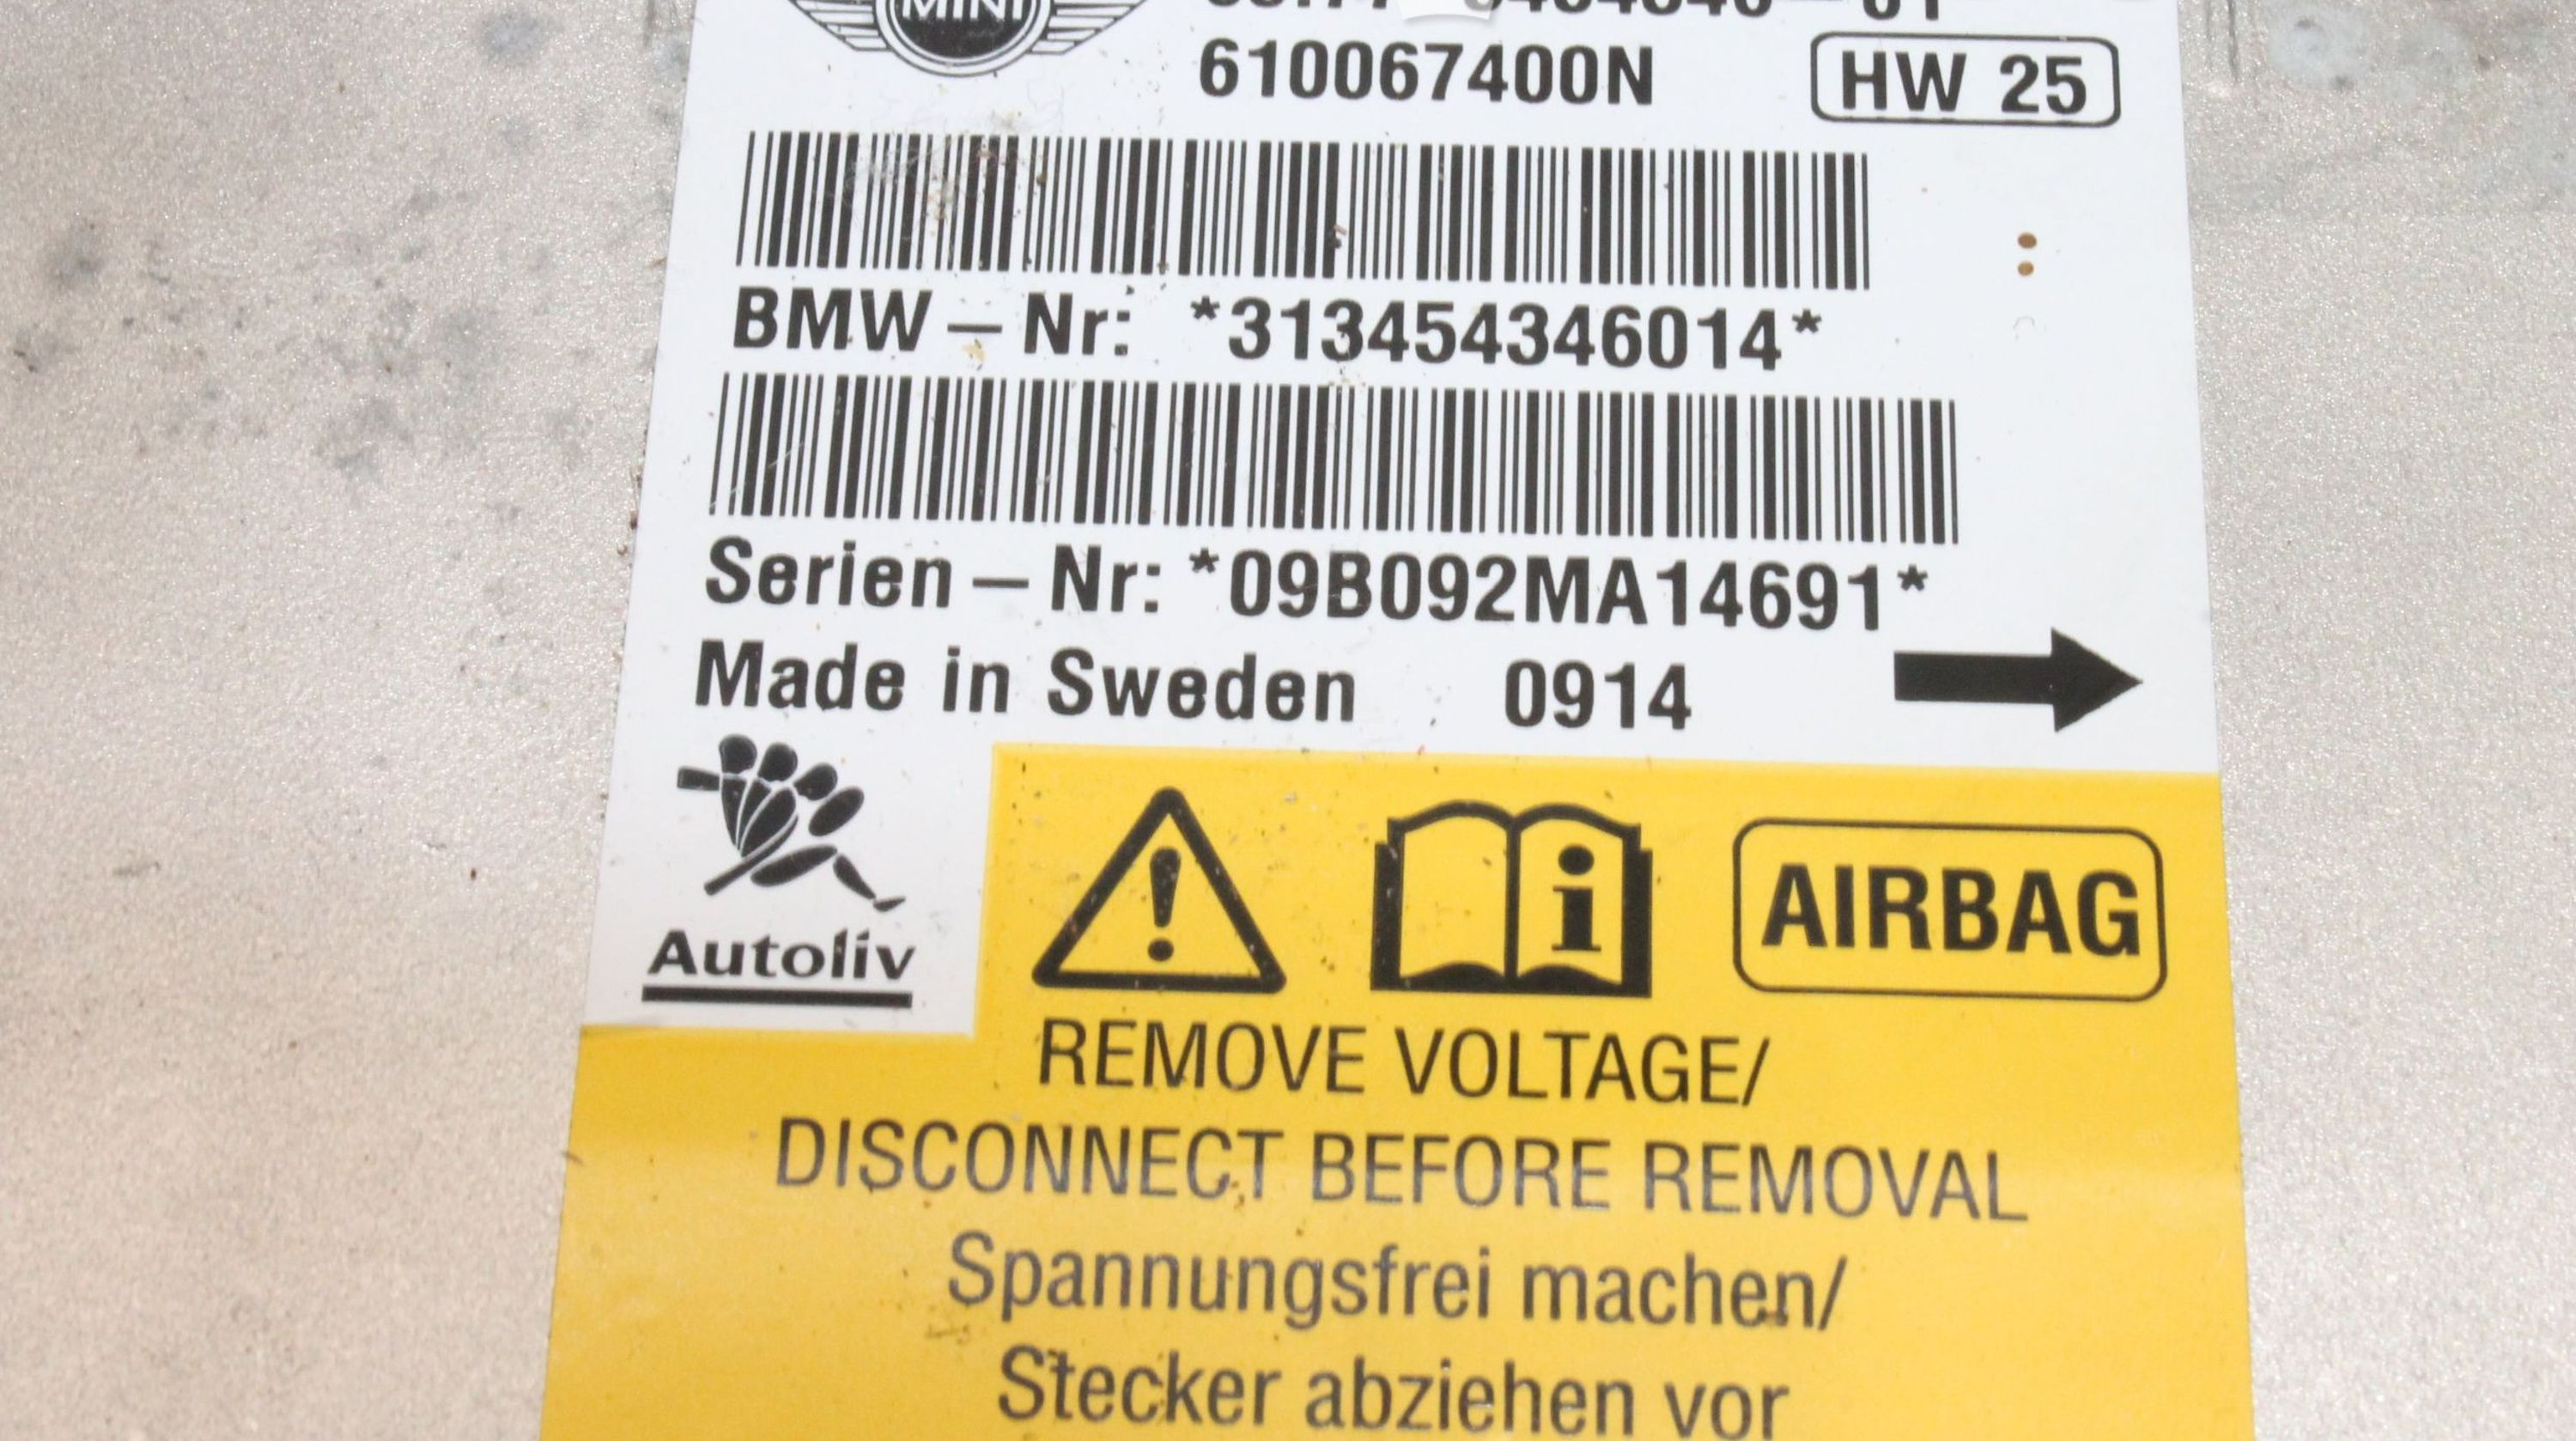 MINI
610067400N
HW 25
BMW – Nr: *313454346014*
Serien – Nr: *09B092MA14691*
Made in Sweden 0914
Autoliv
AIRBAG
REMOVE VOLTAGE/
DISCONNECT BEFORE REMOVAL
Spannungsfrei machen/
Stecker abziehen vor